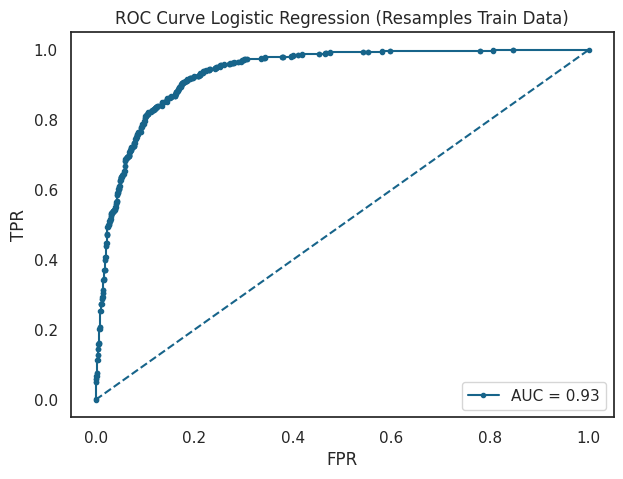 ROC Curve Logistic Regression (Resamples Train Data)
TPR
1.0
0.8
0.6
0.4
0.2
0.0
AUC = 0.93
0.0 0.2 0.4 0.6 0.8 1.0
FPR